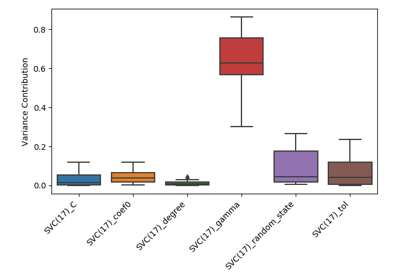 Variance Contribution
0.8
0.6
0.4
0.2
0.0
SVC(17)_C
SVC(17)_coef0
SVC(17)_degree
SVC(17)_gamma
SVC(17)_random_state
SVC(17)_tol